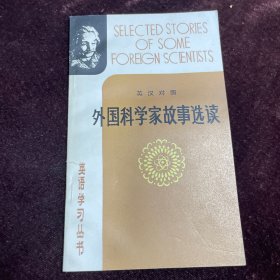 SELECTED STORIES
OF SOME
FOREIGN SCIENTISTS
英汉对照
外国科学家故事选读
英语学习丛书